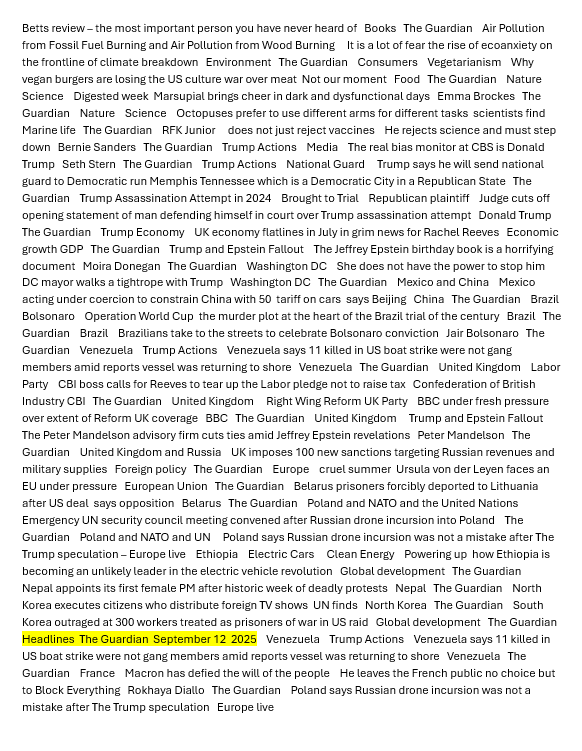 Betts review – the most important person you have never heard of   Books   The Guardian    Air Pollution
from Fossil Fuel Burning and Air Pollution from Wood Burning    It is a lot of fear the rise of ecoanxiety on
the frontline of climate breakdown   Environment   The Guardian    Consumers    Vegetarianism    Why
vegan burgers are losing the US culture war over meat  Not our moment   Food   The Guardian    Nature
Science    Digested week  Marsupial brings cheer in dark and dysfunctional days   Emma Brockes   The
Guardian    Nature    Science    Octopuses prefer to use different arms for different tasks  scientists find
Marine life   The Guardian    RFK Junior     does not just reject vaccines    He rejects science and must step
down   Bernie Sanders   The Guardian    Trump Actions    Media    The real bias monitor at CBS is Donald
Trump   Seth Stern   The Guardian    Trump Actions    National Guard     Trump says he will send national
guard to Democratic run Memphis Tennessee which is a Democratic City in a Republican State   The
Guardian    Trump Assassination Attempt in 2024    Brought to Trial    Republican plaintiff    Judge cuts off
opening statement of man defending himself in court over Trump assassination attempt   Donald Trump
The Guardian    Trump Economy    UK economy flatlines in July in grim news for Rachel Reeves   Economic
growth GDP   The Guardian    Trump and Epstein Fallout    The Jeffrey Epstein birthday book is a horrifying
document   Moira Donegan   The Guardian    Washington DC    She does not have the power to stop him
DC mayor walks a tightrope with Trump   Washington DC   The Guardian    Mexico and China    Mexico
acting under coercion to constrain China with 50  tariff on cars  says Beijing   China   The Guardian    Brazil
Bolsonaro    Operation World Cup  the murder plot at the heart of the Brazil trial of the century   Brazil   The
Guardian    Brazil    Brazilians take to the streets to celebrate Bolsonaro conviction   Jair Bolsonaro   The
Guardian    Venezuela    Trump Actions    Venezuela says 11 killed in US boat strike were not gang
members amid reports vessel was returning to shore   Venezuela   The Guardian    United Kingdom    Labor
Party    CBI boss calls for Reeves to tear up the Labor pledge not to raise tax   Confederation of British
Industry CBI   The Guardian    United Kingdom     Right Wing Reform UK Party    BBC under fresh pressure
over extent of Reform UK coverage   BBC   The Guardian    United Kingdom     Trump and Epstein Fallout
The Peter Mandelson advisory firm cuts ties amid Jeffrey Epstein revelations   Peter Mandelson   The
Guardian    United Kingdom and Russia    UK imposes 100 new sanctions targeting Russian revenues and
military supplies   Foreign policy   The Guardian    Europe    cruel summer  Ursula von der Leyen faces an
EU under pressure   European Union   The Guardian    Belarus prisoners forcibly deported to Lithuania
after US deal  says opposition   Belarus   The Guardian    Poland and NATO and the United Nations
Emergency UN security council meeting convened after Russian drone incursion into Poland    The
Guardian    Poland and NATO and UN     Poland says Russian drone incursion was not a mistake after The
Trump speculation – Europe live    Ethiopia    Electric Cars     Clean Energy    Powering up  how Ethiopia is
becoming an unlikely leader in the electric vehicle revolution   Global development   The Guardian
Nepal appoints its first female PM after historic week of deadly protests   Nepal   The Guardian    North
Korea executes citizens who distribute foreign TV shows  UN finds   North Korea   The Guardian    South
Korea outraged at 300 workers treated as prisoners of war in US raid   Global development   The Guardian
Headlines  The Guardian  September 12  2025    Venezuela    Trump Actions    Venezuela says 11 killed in
US boat strike were not gang members amid reports vessel was returning to shore   Venezuela   The
Guardian    France    Macron has defied the will of the people    He leaves the French public no choice but
to Block Everything   Rokhaya Diallo   The Guardian    Poland says Russian drone incursion was not a
mistake after The Trump speculation   Europe live